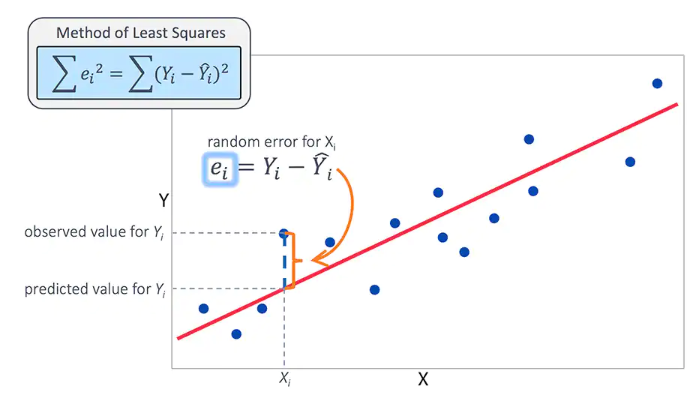 Method of Least Squares
∑ eᵢ² = ∑(Yᵢ − Ŷᵢ)²
random error for Xᵢ
eᵢ = Yᵢ − Ŷᵢ
Y
observed value for Yᵢ
predicted value for Yᵢ
Xᵢ
X